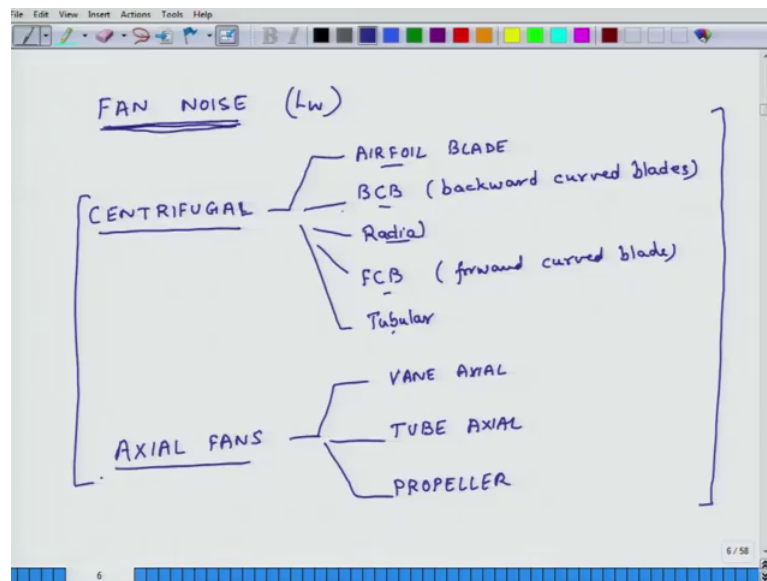 File Edit View Insert Actions Tools Help
B I
FAN NOISE (Lw)
AIRFOIL BLADE
BCB (backward curved blades)
CENTRIFUGAL
Radial
FCB (forward curved blade)
Tubular
VANE AXIAL
TUBE AXIAL
AXIAL FANS
PROPELLER
6 / 58
6